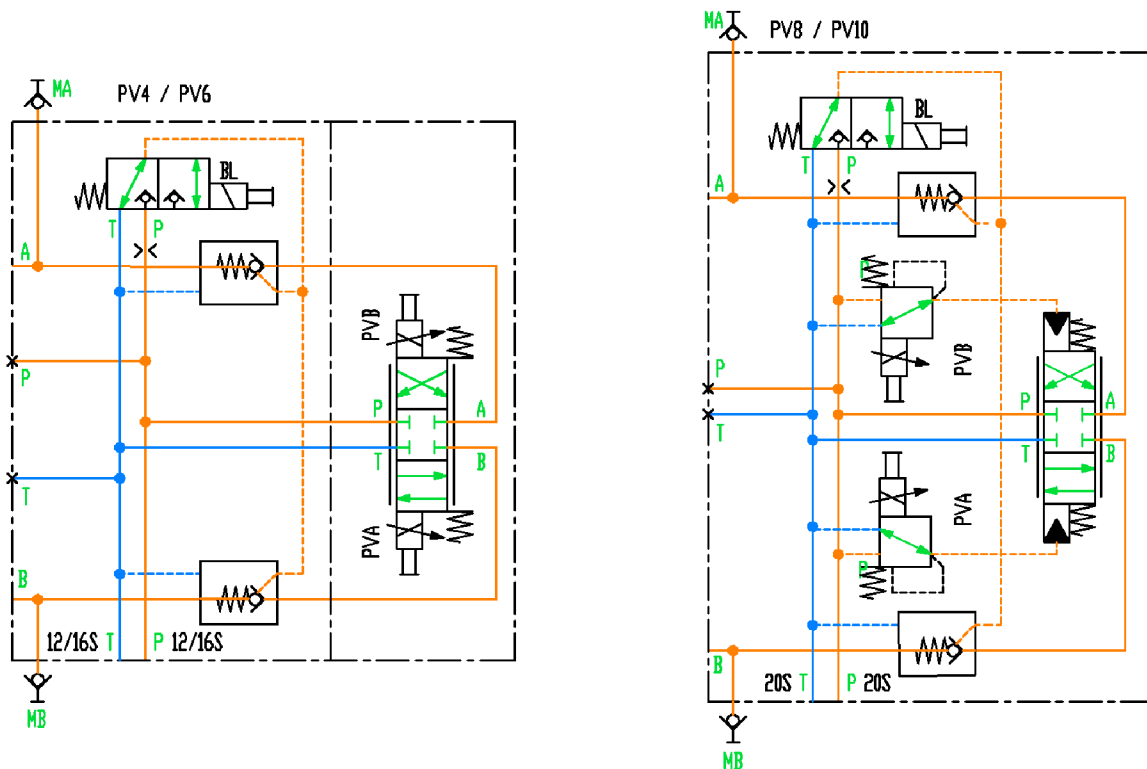 PV4 / PV6
MA
BL
T P
A
PVB
P
P A
T B
T
PVA
B
12/16S T P 12/16S
MB
PV8 / PV10
MA
BL
T P
A
P
PVB
P
P A
T
T B
PVA
P
B
20S T P 20S
MB